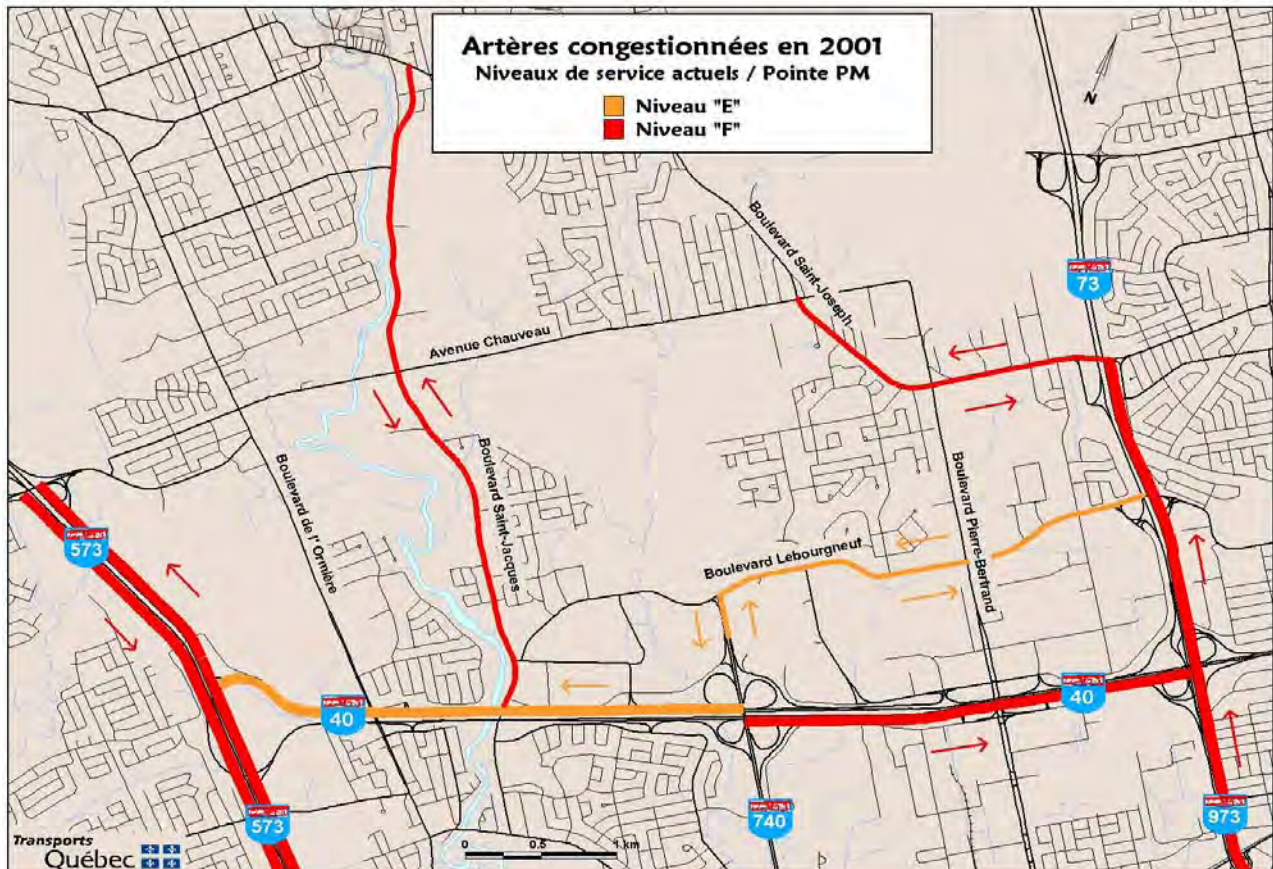 Artères congestionnées en 2001
Niveaux de service actuels / Pointe PM
Niveau "E"
Niveau "F"
N
Boulevard Saint-Joseph
73
Avenue Chauveau
Boulevard de l'Ormière
Boulevard Saint-Jacques
Boulevard Pierre-Bertrand
573
Boulevard Lebourgneuf
40
40
573
740
973
Transports
Québec
0 0.5 1 km